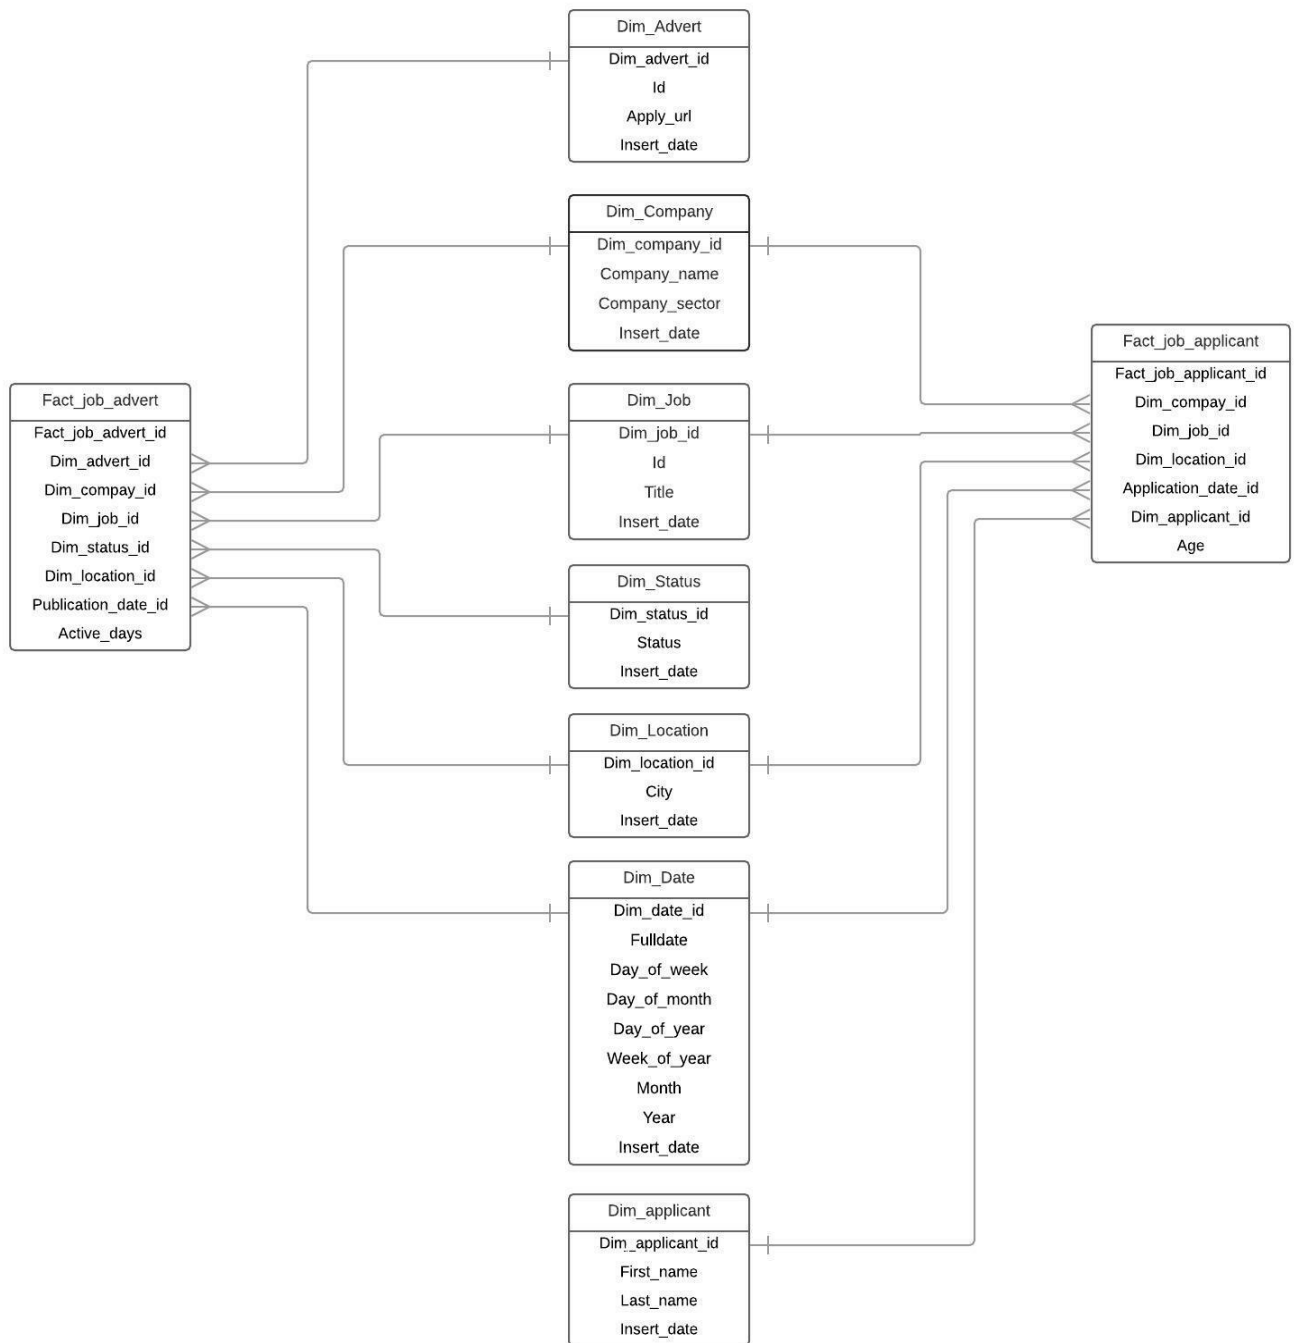 Dim_Advert
Dim_advert_id
Id
Apply_url
Insert_date
Dim_Company
Dim_company_id
Company_name
Company_sector
Insert_date
Fact_job_advert
Fact_job_advert_id
Dim_advert_id
Dim_compay_id
Dim_job_id
Dim_status_id
Dim_location_id
Publication_date_id
Active_days
Dim_Job
Dim_job_id
Id
Title
Insert_date
Fact_job_applicant
Fact_job_applicant_id
Dim_compay_id
Dim_job_id
Dim_location_id
Application_date_id
Dim_applicant_id
Age
Dim_Status
Dim_status_id
Status
Insert_date
Dim_Location
Dim_location_id
City
Insert_date
Dim_Date
Dim_date_id
Fulldate
Day_of_week
Day_of_month
Day_of_year
Week_of_year
Month
Year
Insert_date
Dim_applicant
Dim_applicant_id
First_name
Last_name
Insert_date